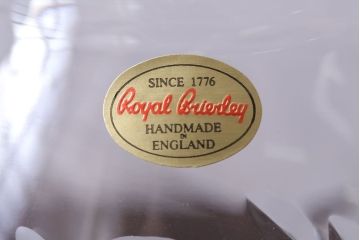 SINCE 1776
Royal Brierley
HANDMADE
IN
ENGLAND